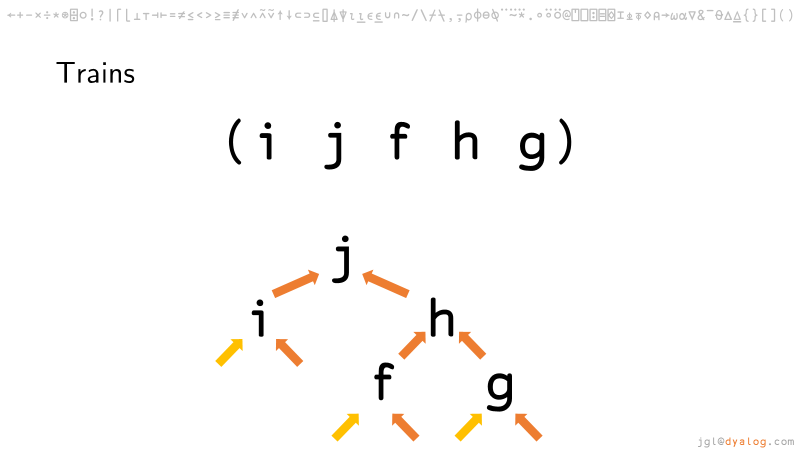 ←+-×÷*⍟⌹○!?|⌈⌊⊥⊤⊣⊢=≠≤<>≥≡≢∨∧⍲⍱↑↓⊂⊃⊆⌷⍋⍒⍳⍸∊⍷∪∩~/\⌿⍀,⍪⍴⌽⊖⍉¨⍨⍣.∘⍤⍥@⍞⎕⍠⌸⌺⌶⍎⍕⋄⍝→⍵⍺∇&¯⍬∆⍙{}[]()
Trains
(i j f h g)
j
i h
f g
jgl@dyalog.com